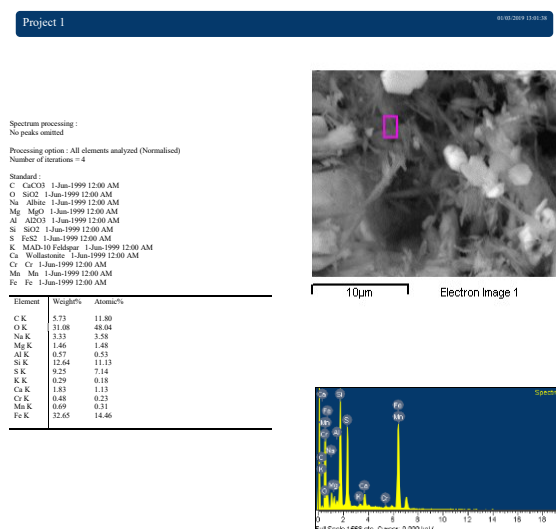 Project 1
01/03/2019 13:01:38
Spectrum processing :
No peaks omitted
Processing option : All elements analyzed (Normalised)
Number of iterations = 4
Standard :
C CaCO3 1-Jun-1999 12:00 AM
O SiO2 1-Jun-1999 12:00 AM
Na Albite 1-Jun-1999 12:00 AM
Mg MgO 1-Jun-1999 12:00 AM
Al Al2O3 1-Jun-1999 12:00 AM
Si SiO2 1-Jun-1999 12:00 AM
S FeS2 1-Jun-1999 12:00 AM
K MAD-10 Feldspar 1-Jun-1999 12:00 AM
Ca Wollastonite 1-Jun-1999 12:00 AM
Cr Cr 1-Jun-1999 12:00 AM
Mn Mn 1-Jun-1999 12:00 AM
Fe Fe 1-Jun-1999 12:00 AM
Element Weight% Atomic%
C K 5.73 11.80
O K 31.08 48.04
Na K 3.33 3.58
Mg K 1.46 1.48
Al K 0.57 0.53
Si K 12.64 11.13
S K 9.25 7.14
K K 0.29 0.18
Ca K 1.83 1.13
Cr K 0.48 0.23
Mn K 0.69 0.31
Fe K 32.65 14.46
10μm Electron Image 1
Ca Si Fe
Fe Mn
Mn S
Cr Al
Na
C
K Mg Ca
O K Cr
0 2 4 6 8 10 12 14 16 18